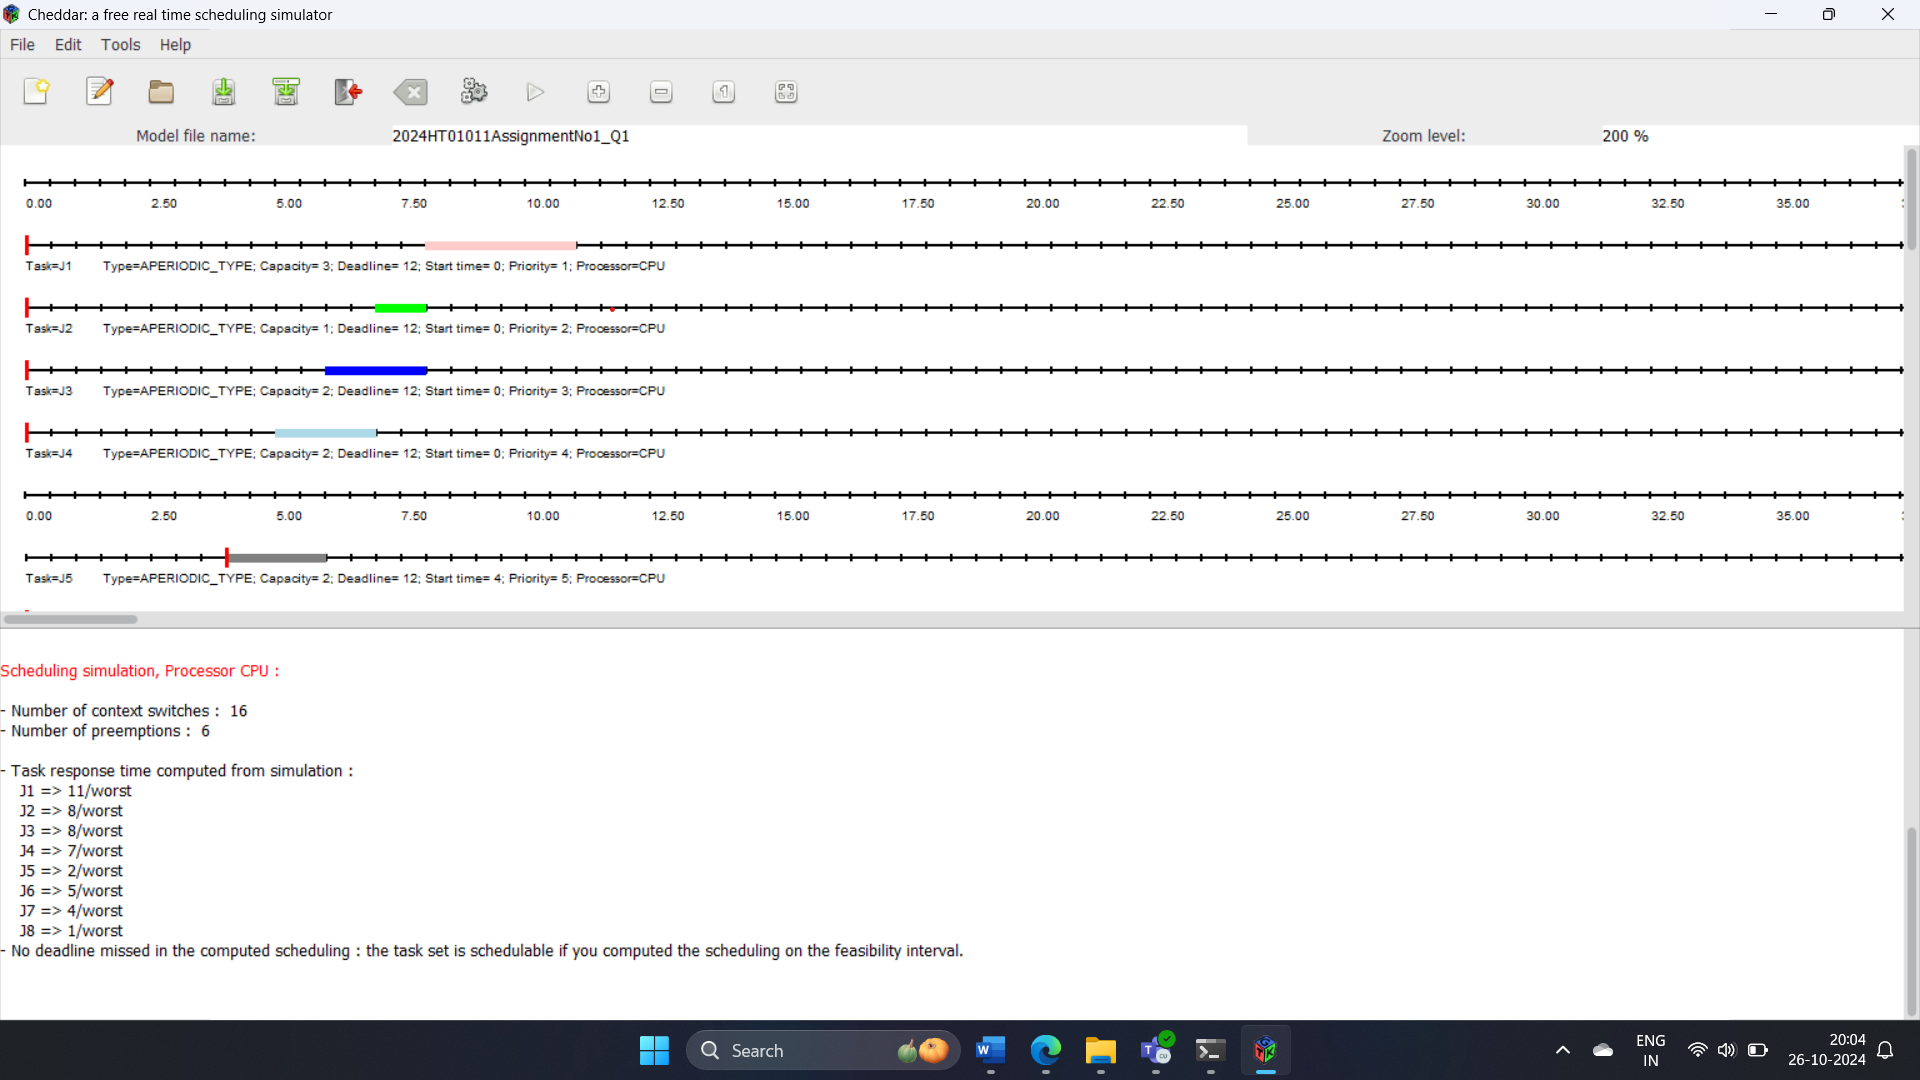 Cheddar: a free real time scheduling simulator
File Edit Tools Help
Model file name: 2024HT01011AssignmentNo1_Q1 Zoom level: 200 %
0.00 2.50 5.00 7.50 10.00 12.50 15.00 17.50 20.00 22.50 25.00 27.50 30.00 32.50 35.00
Task=J1 Type=APERIODIC_TYPE; Capacity= 3; Deadline= 12; Start time= 0; Priority= 1; Processor=CPU
Task=J2 Type=APERIODIC_TYPE; Capacity= 1; Deadline= 12; Start time= 0; Priority= 2; Processor=CPU
Task=J3 Type=APERIODIC_TYPE; Capacity= 2; Deadline= 12; Start time= 0; Priority= 3; Processor=CPU
Task=J4 Type=APERIODIC_TYPE; Capacity= 2; Deadline= 12; Start time= 0; Priority= 4; Processor=CPU
0.00 2.50 5.00 7.50 10.00 12.50 15.00 17.50 20.00 22.50 25.00 27.50 30.00 32.50 35.00
Task=J5 Type=APERIODIC_TYPE; Capacity= 2; Deadline= 12; Start time= 4; Priority= 5; Processor=CPU
Scheduling simulation, Processor CPU :
- Number of context switches : 16
- Number of preemptions : 6
- Task response time computed from simulation :
J1 => 11/worst
J2 => 8/worst
J3 => 8/worst
J4 => 7/worst
J5 => 2/worst
J6 => 5/worst
J7 => 4/worst
J8 => 1/worst
- No deadline missed in the computed scheduling : the task set is schedulable if you computed the scheduling on the feasibility interval.
Search
ENG
IN
20:04
26-10-2024